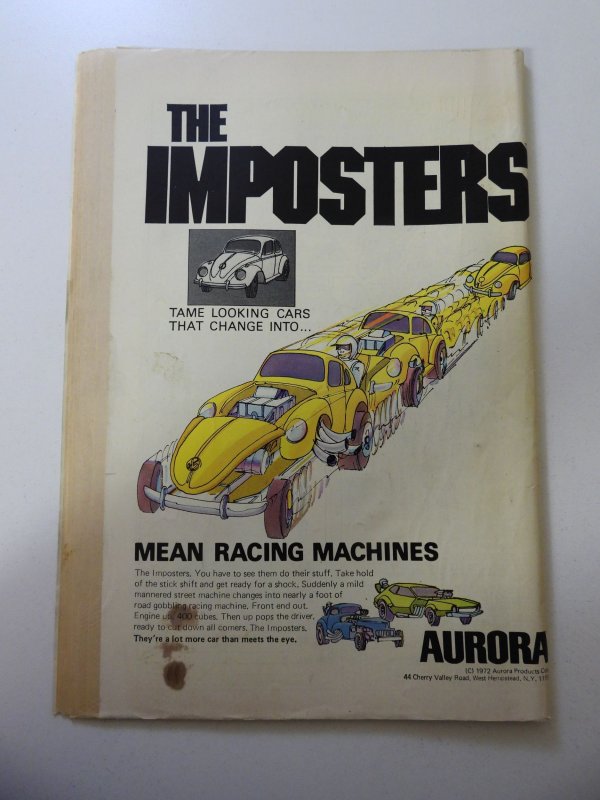 THE
IMPOSTERS
TAME LOOKING CARS
THAT CHANGE INTO...
MEAN RACING MACHINES
The Imposters. You have to see them do their stuff. Take hold
of the stick shift and get ready for a shock. Suddenly a mild
mannered street machine changes into nearly a foot of
road gobbling racing machine. Front end out.
Engine up. 400 cubes. Then up pops the driver,
ready to cut down all comers. The Imposters.
They're a lot more car than meets the eye.
AURORA
(C) 1972 Aurora Products
44 Cherry Valley Road, West Hempstead, N.Y.